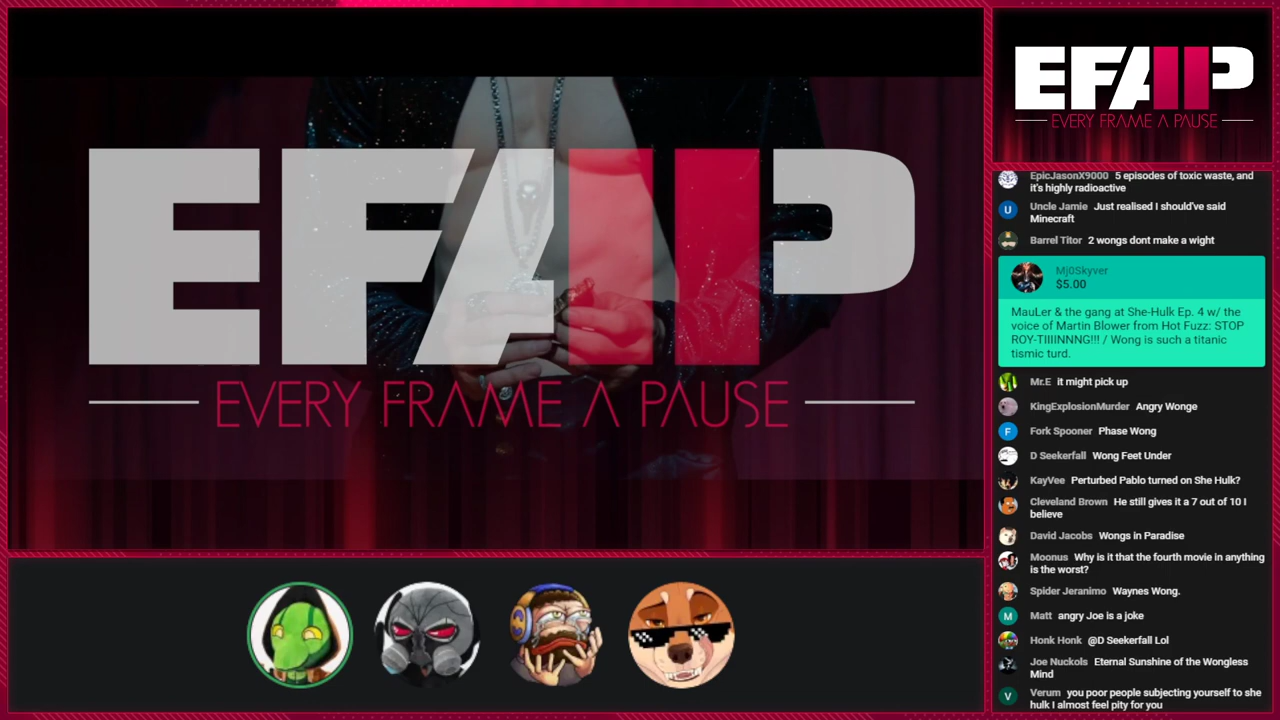 EFAP
EVERY FRAME A PAUSE
EFAP
EVERY FRAME A PAUSE
EpicJasonX9000 5 episodes of toxic waste, and
it's highly radioactive
U Uncle Jamie Just realised I should've said
Minecraft
Barrel Titor 2 wongs dont make a wight
Mj0Skyver
$5.00
MauLer & the gang at She-Hulk Ep. 4 w/ the
voice of Martin Blower from Hot Fuzz: STOP
ROY-TIIIINNNG!!! / Wong is such a titanic
tismic turd.
Mr.E it might pick up
KingExplosionMurder Angry Wonge
F Fork Spooner Phase Wong
D Seekerfall Wong Feet Under
KayVee Perturbed Pablo turned on She Hulk?
Cleveland Brown He still gives it a 7 out of 10 I
believe
David Jacobs Wongs in Paradise
Moonus Why is it that the fourth movie in anything
is the worst?
Spider Jeranimo Waynes Wong.
M Matt angry Joe is a joke
Honk Honk @D Seekerfall Lol
Joe Nuckols Eternal Sunshine of the Wongless
Mind
V Verum you poor people subjecting yourself to she
hulk I almost feel pity for you